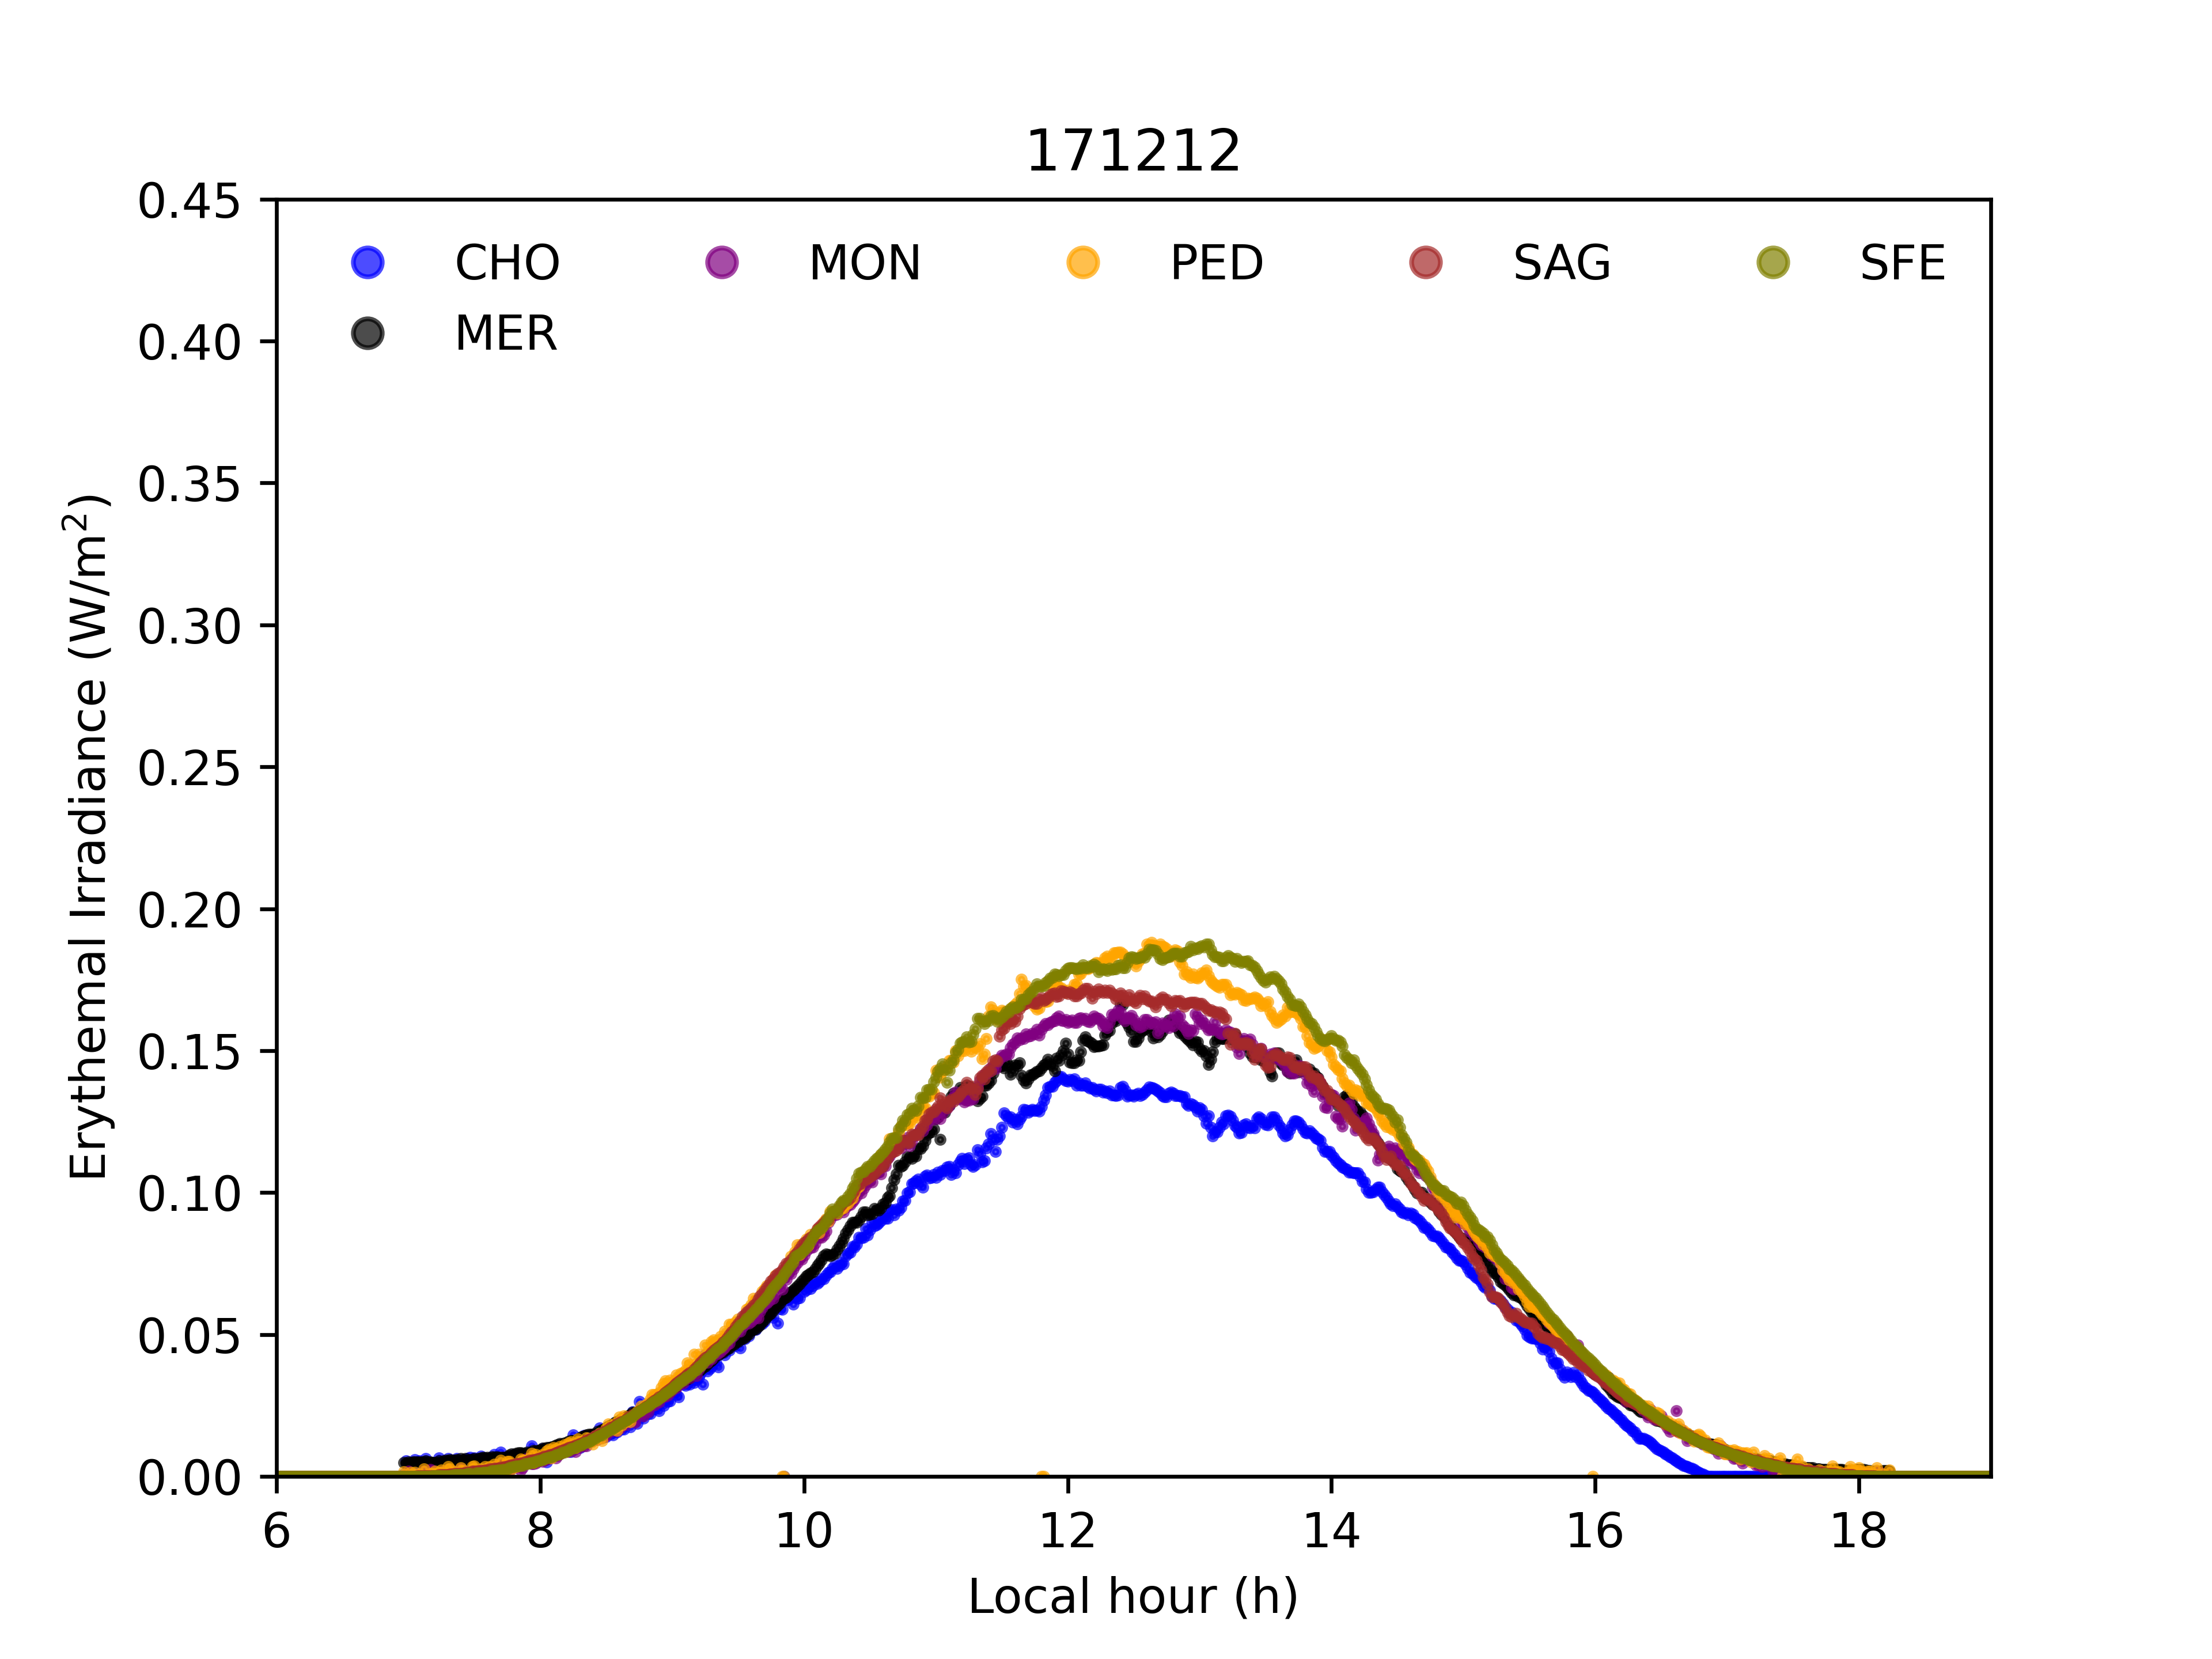 171212
0.45
0.40
0.35
0.30
0.25
0.20
0.15
0.10
0.05
0.00
Erythemal Irradiance (W/m²)
CHO MON PED SAG SFE
MER
6 8 10 12 14 16 18
Local hour (h)